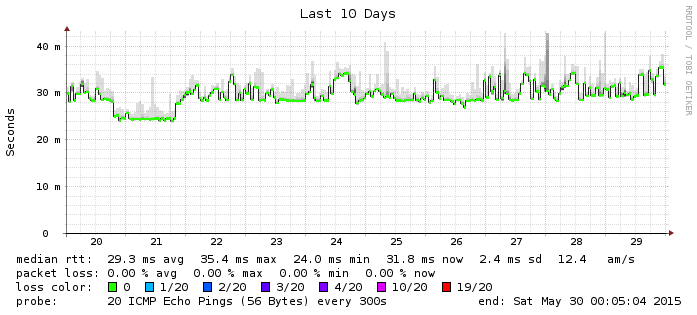 Last 10 Days
RRDTOOL / TOBI OETIKER
Seconds
40 m
30 m
20 m
10 m
0
20 21 22 23 24 25 26 27 28 29
median rtt: 29.3 ms avg 35.4 ms max 24.0 ms min 31.8 ms now 2.4 ms sd 12.4 am/s
packet loss: 0.00 % avg 0.00 % max 0.00 % min 0.00 % now
loss color: 0 1/20 2/20 3/20 4/20 10/20 19/20
probe: 20 ICMP Echo Pings (56 Bytes) every 300s end: Sat May 30 00:05:04 2015